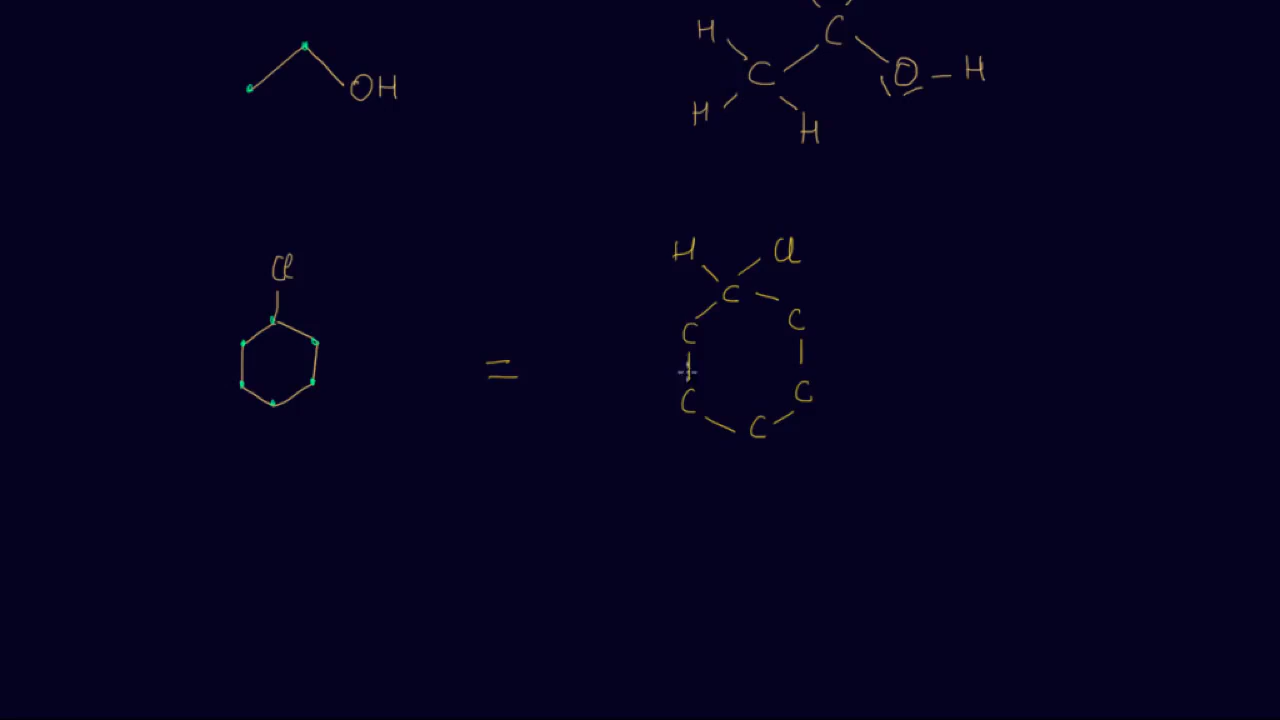 H C
OH C O - H
H H
Cl H Cl
C
C C
=
C C
C